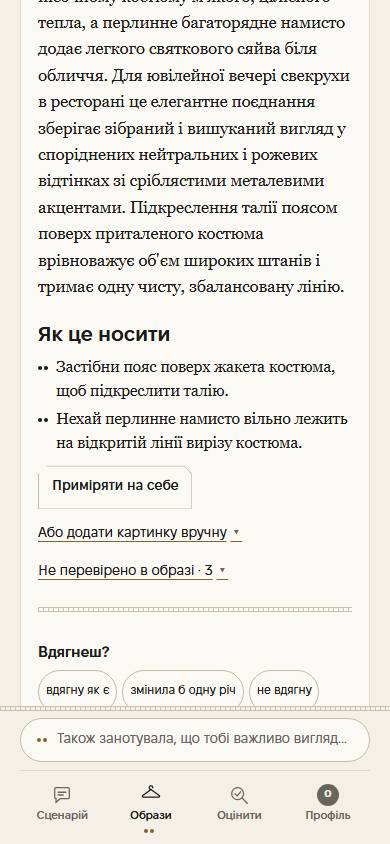 тепла, а перлинне багаторядне намисто
додає легкого святкового сяйва біля
обличчя. Для ювілейної вечері свекрухи
в ресторані це елегантне поєднання
зберігає зібраний і вишуканий вигляд у
споріднених нейтральних і рожевих
відтінках зі сріблястими металевими
акцентами. Підкреслення талії поясом
поверх приталеного костюма
врівноважує об'єм широких штанів і
тримає одну чисту, збалансовану лінію.
Як це носити
Застібни пояс поверх жакета костюма,
щоб підкреслити талію.
Нехай перлинне намисто вільно лежить
на відкритій лінії вирізу костюма.
Приміряти на себе
Або додати картинку вручну
Не перевірено в образі · 3
Вдягнеш?
вдягну як є змінила б одну річ не вдягну
Також занотувала, що тобі важливо вигляд...
Сценарій Образи Оцінити О Профіль